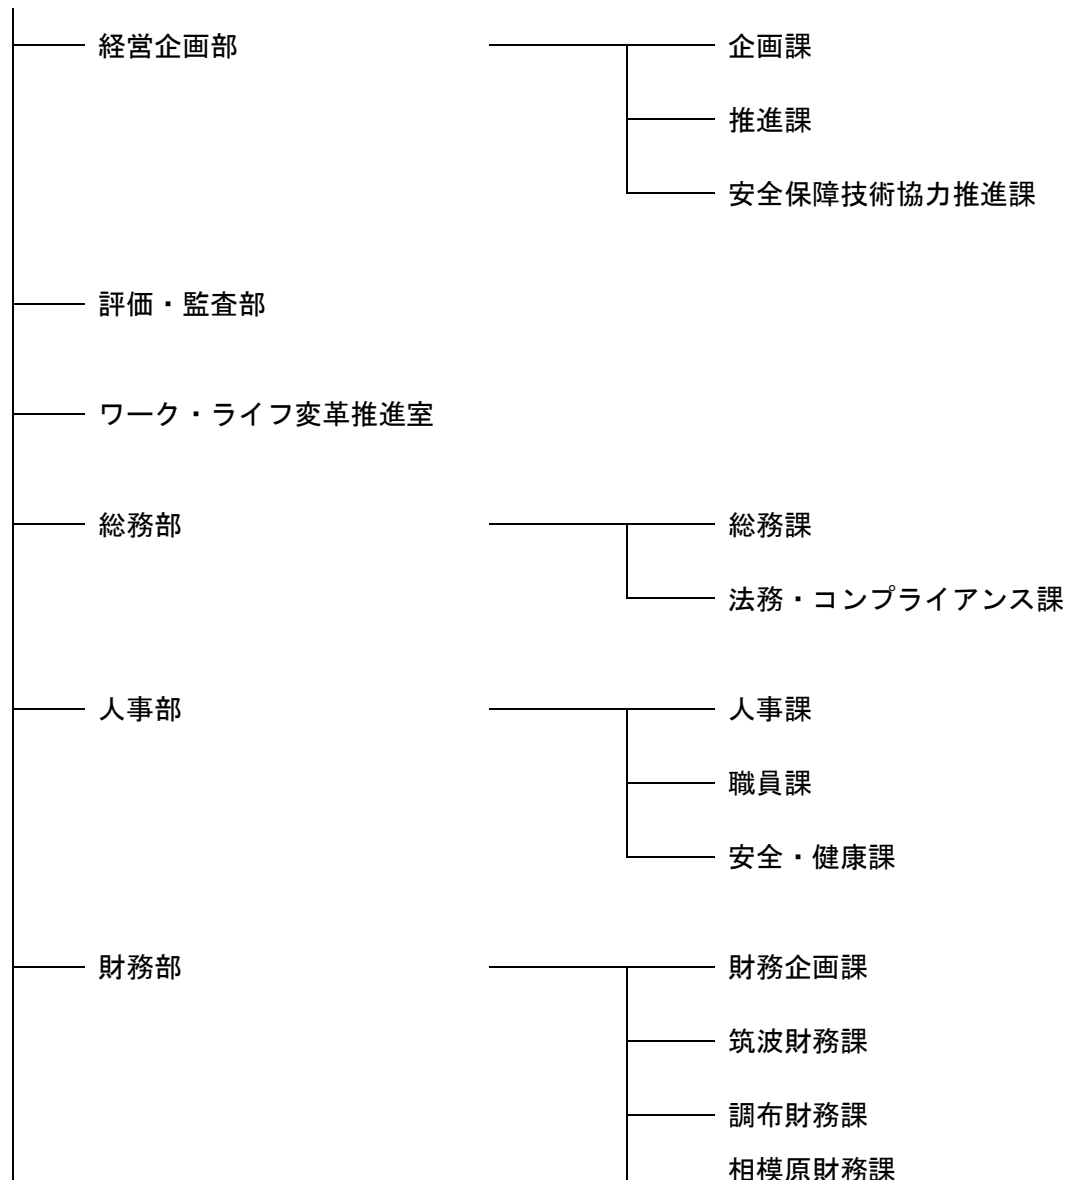 経営企画部
企画課
推進課
安全保障技術協力推進課
評価・監査部
ワーク・ライフ変革推進室
総務部
総務課
法務・コンプライアンス課
人事部
人事課
職員課
安全・健康課
財務部
財務企画課
筑波財務課
調布財務課
相模原財務課